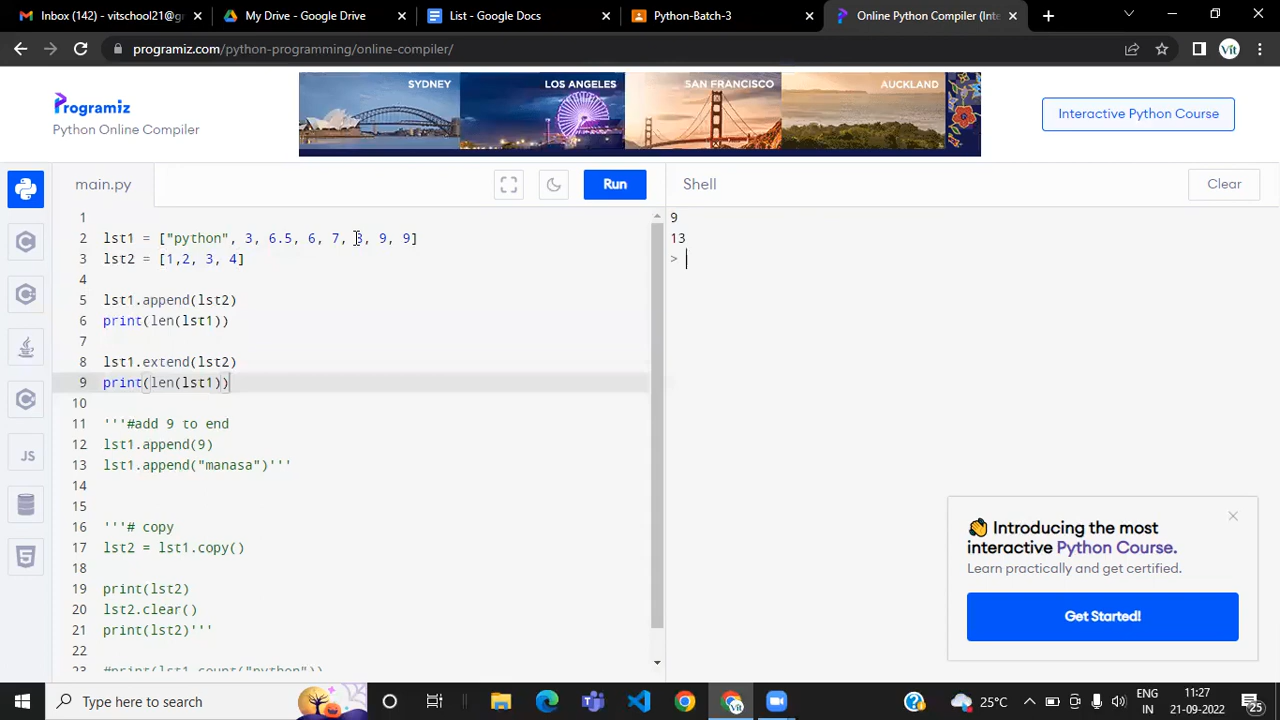 Inbox (142) - vitschool21@g
My Drive - Google Drive
List - Google Docs
Python-Batch-3
Online Python Compiler (Inte
programiz.com/python-programming/online-compiler/
Vit
Programiz
Python Online Compiler
SYDNEY
LOS ANGELES
SAN FRANCISCO
AUCKLAND
Interactive Python Course
main.py
Run
Shell
Clear
1
2 lst1 = ["python", 3, 6.5, 6, 7, 3, 9, 9]
3 lst2 = [1,2, 3, 4]
4
5 lst1.append(lst2)
6 print(len(lst1))
7
8 lst1.extend(lst2)
9 print(len(lst1))
10
11 '''#add 9 to end
12 lst1.append(9)
13 lst1.append("manasa")'''
14
15
16 '''# copy
17 lst2 = lst1.copy()
18
19 print(lst2)
20 lst2.clear()
21 print(lst2)'''
22
23 #print(lst1.count("python"))
JS
9
13
>
Introducing the most
interactive Python Course.
Learn practically and get certified.
Get Started!
Type here to search
25°C
ENG
IN
11:27
21-09-2022
25